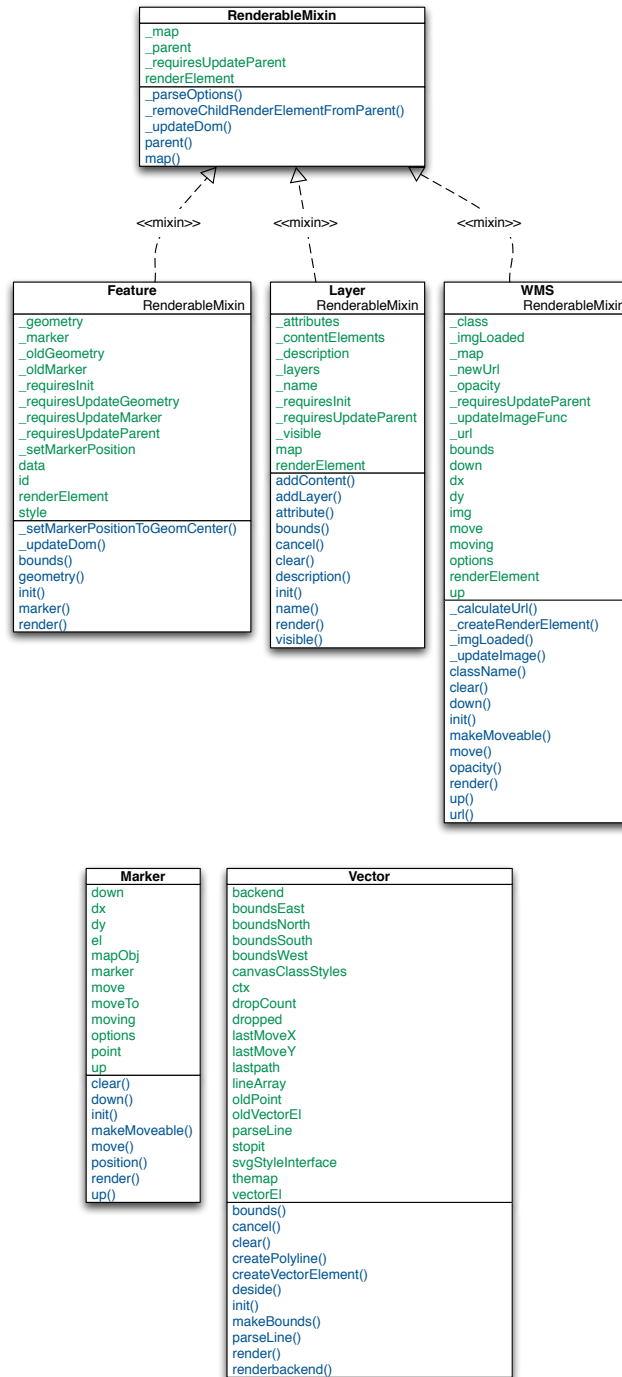 RenderableMixin
_map
_parent
_requiresUpdateParent
renderElement
_parseOptions()
_removeChildRenderElementFromParent()
_updateDom()
parent()
map()
<<mixin>>
<<mixin>>
<<mixin>>
Feature
RenderableMixin
_geometry
_marker
_oldGeometry
_oldMarker
_requiresInit
_requiresUpdateGeometry
_requiresUpdateMarker
_requiresUpdateParent
_setMarkerPosition
data
id
renderElement
style
_setMarkerPositionToGeomCenter()
_updateDom()
bounds()
geometry()
init()
marker()
render()
Layer
RenderableMixin
_attributes
_contentElements
_description
_layers
_name
_requiresInit
_requiresUpdateParent
_visible
map
renderElement
addContent()
addLayer()
attribute()
bounds()
cancel()
clear()
description()
init()
name()
render()
visible()
WMS
RenderableMixin
_class
_imgLoaded
_map
_newUrl
_opacity
_requiresUpdateParent
_updateImageFunc
_url
bounds
down
dx
dy
img
move
moving
options
renderElement
up
_calculateUrl()
_createRenderElement()
_imgLoaded()
_updateImage()
className()
clear()
down()
init()
makeMoveable()
move()
opacity()
render()
up()
url()
Marker
down
dx
dy
el
mapObj
marker
move
moveTo
moving
options
point
up
clear()
down()
init()
makeMoveable()
move()
position()
render()
up()
Vector
backend
boundsEast
boundsNorth
boundsSouth
boundsWest
canvasClassStyles
ctx
dropCount
dropped
lastMoveX
lastMoveY
lastpath
lineArray
oldPoint
oldVectorEl
parseLine
stopit
svgStyleInterface
themap
vectorEl
bounds()
cancel()
clear()
createPolyline()
createVectorElement()
deside()
init()
makeBounds()
parseLine()
render()
renderbackend()